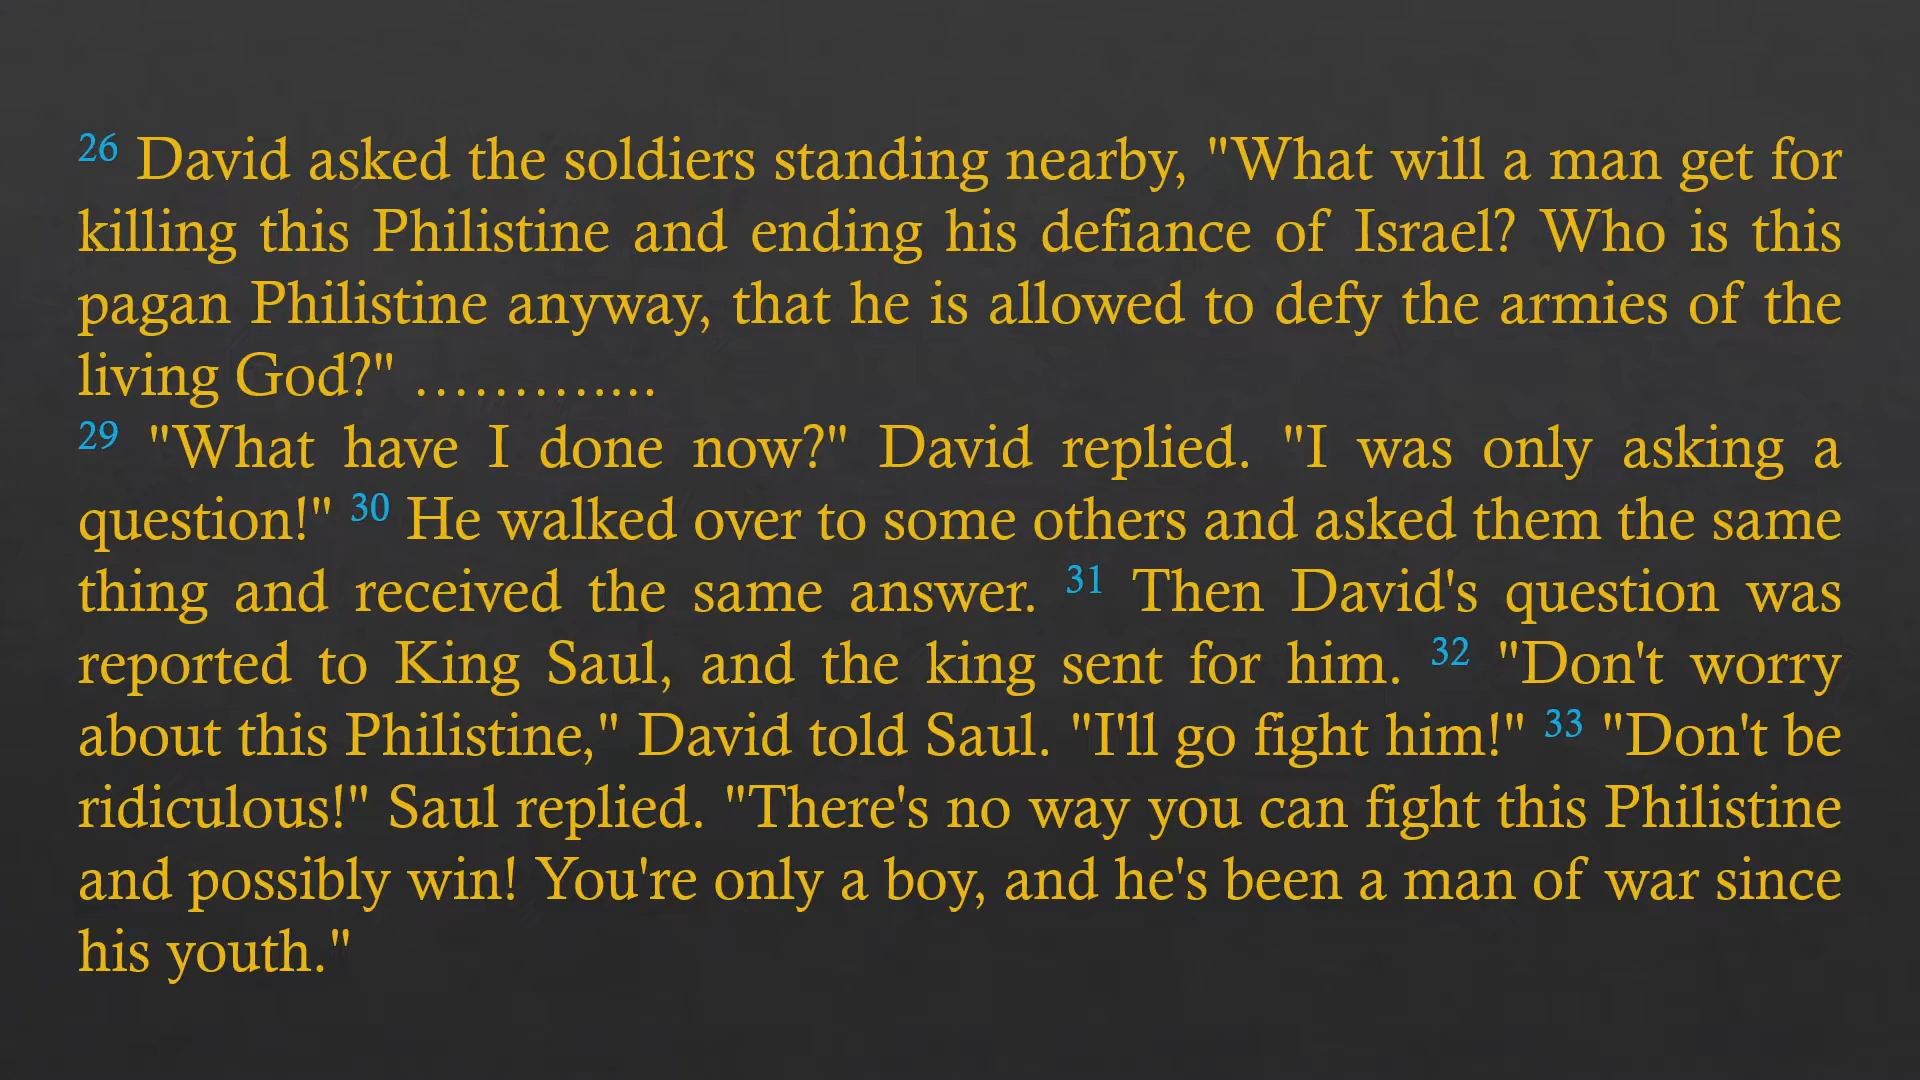 26 David asked the soldiers standing nearby, "What will a man get for
killing this Philistine and ending his defiance of Israel? Who is this
pagan Philistine anyway, that he is allowed to defy the armies of the
living God?" …………....
29 "What have I done now?" David replied. "I was only asking a
question!" 30 He walked over to some others and asked them the same
thing and received the same answer. 31 Then David's question was
reported to King Saul, and the king sent for him. 32 "Don't worry
about this Philistine," David told Saul. "I'll go fight him!" 33 "Don't be
ridiculous!" Saul replied. "There's no way you can fight this Philistine
and possibly win! You're only a boy, and he's been a man of war since
his youth."